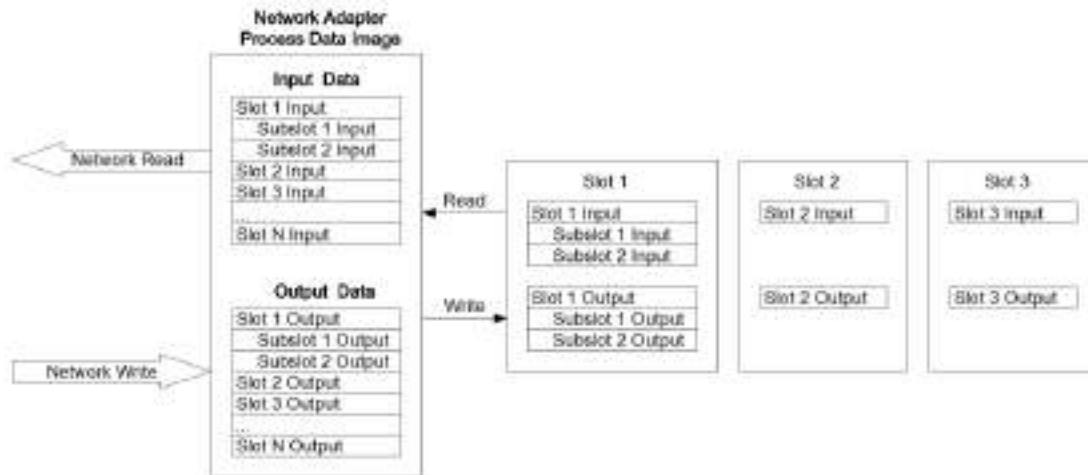 Network Adapter
Process Data Image
Input Data
Slot 1 Input
Subslot 1 Input
Subslot 2 Input
Slot 2 Input
Slot 3 Input
...
Slot N Input
Network Read
Output Data
Slot 1 Output
Subslot 1 Output
Subslot 2 Output
Slot 2 Output
Slot 3 Output
...
Slot N Output
Network Write
Read
Write
Slot 1
Slot 1 Input
Subslot 1 Input
Subslot 2 Input
Slot 1 Output
Subslot 1 Output
Subslot 2 Output
Slot 2
Slot 2 Input
Slot 2 Output
Slot 3
Slot 3 Input
Slot 3 Output